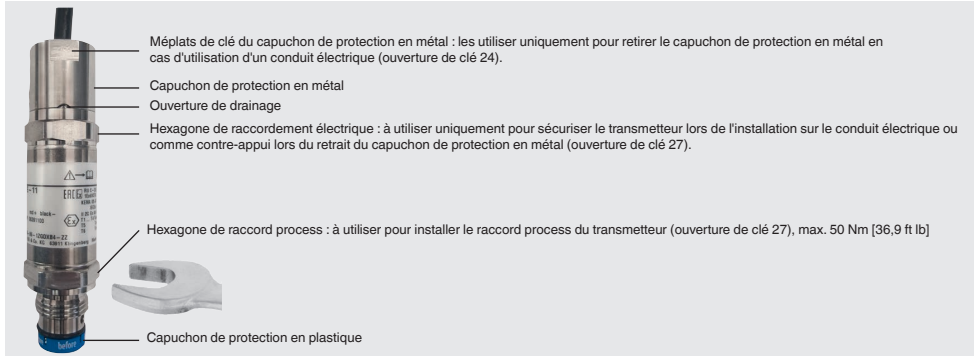 Méplats de clé du capuchon de protection en métal : les utiliser uniquement pour retirer le capuchon de protection en métal en
cas d'utilisation d'un conduit électrique (ouverture de clé 24).
Capuchon de protection en métal
Ouverture de drainage
Hexagone de raccordement électrique : à utiliser uniquement pour sécuriser le transmetteur lors de l'installation sur le conduit électrique ou
comme contre-appui lors du retrait du capuchon de protection en métal (ouverture de clé 27).
EAC
Ex
Hexagone de raccord process : à utiliser pour installer le raccord process du transmetteur (ouverture de clé 27), max. 50 Nm [36,9 ft lb]
Capuchon de protection en plastique
before